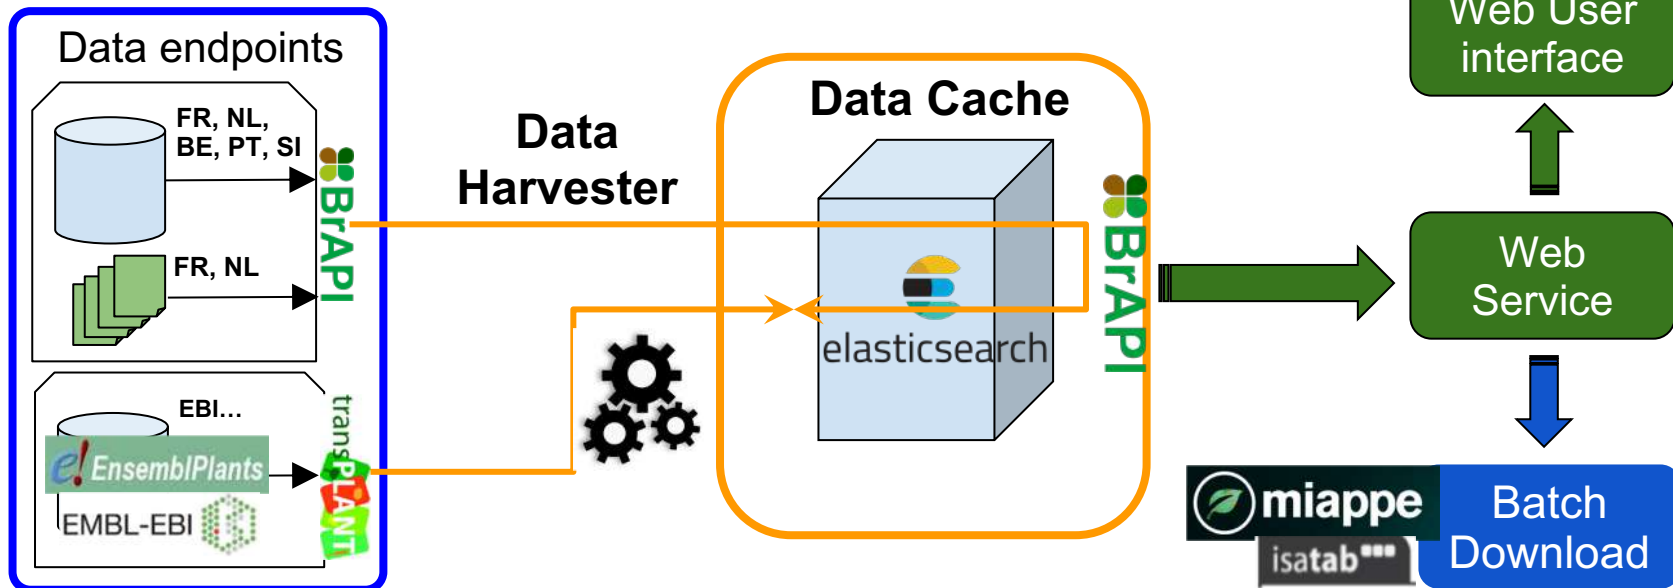 Data endpoints
FR, NL,
BE, PT, SI
BrAPI
FR, NL
EBI...
EnsemblPlants
EMBL-EBI
transPLANT
Data
Harvester
Data Cache
elasticsearch
BrAPI
Web User
interface
Web
Service
miappe
isatab
Batch
Download